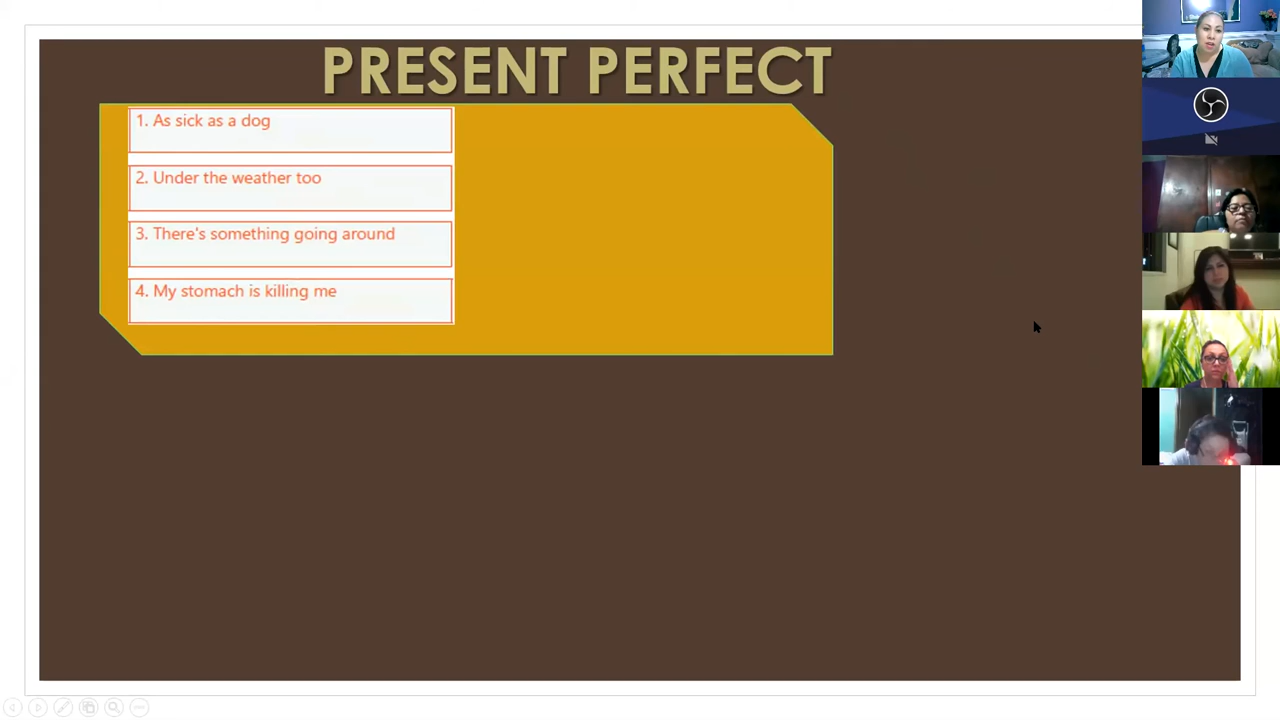 PRESENT PERFECT
1. As sick as a dog
2. Under the weather too
3. There's something going around
4. My stomach is killing me